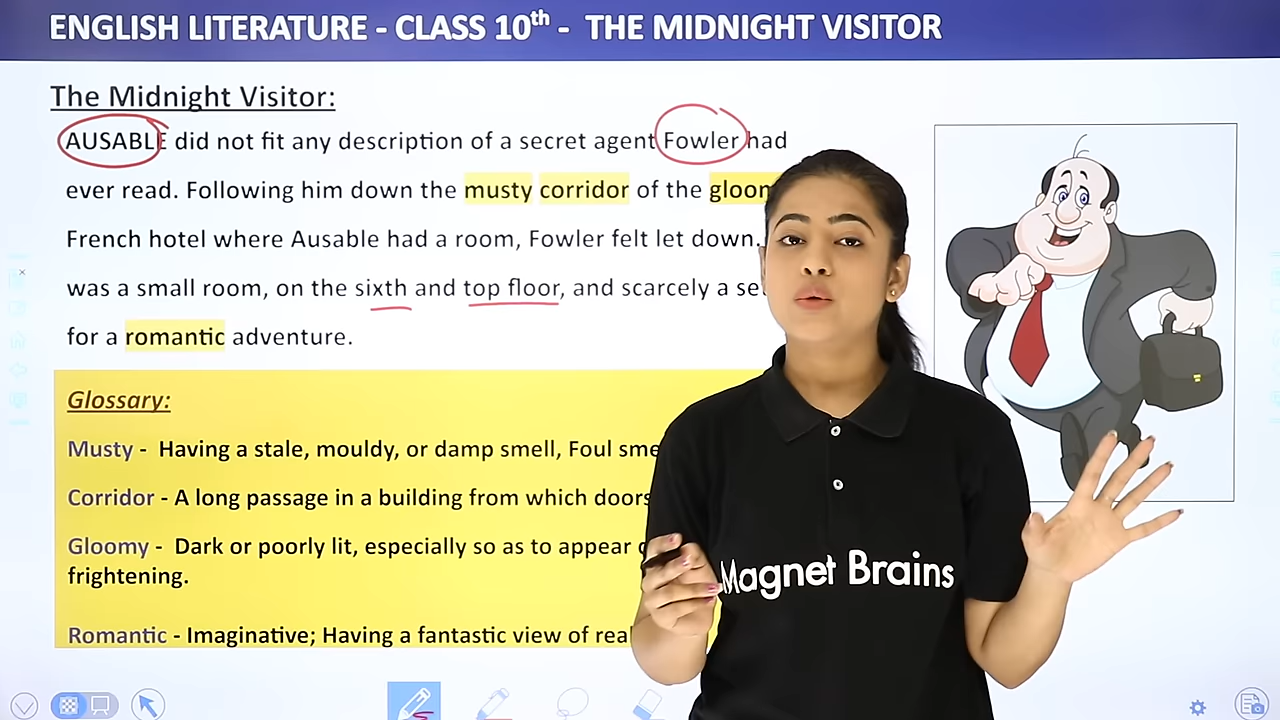 ENGLISH LITERATURE - CLASS 10th - THE MIDNIGHT VISITOR
The Midnight Visitor:
AUSABLE did not fit any description of a secret agent Fowler had
ever read. Following him down the musty corridor of the
French hotel where Ausable had a room, Fowler felt let down.
was a small room, on the sixth and top floor, and scarcely a
for a romantic adventure.
Glossary:
Musty - Having a stale, mouldy, or damp smell, Foul
Corridor - A long passage in a building from which doors
Gloomy - Dark or poorly lit, especially so as to appear
frightening.
Romantic - Imaginative; Having a fantastic view of
Magnet Brains